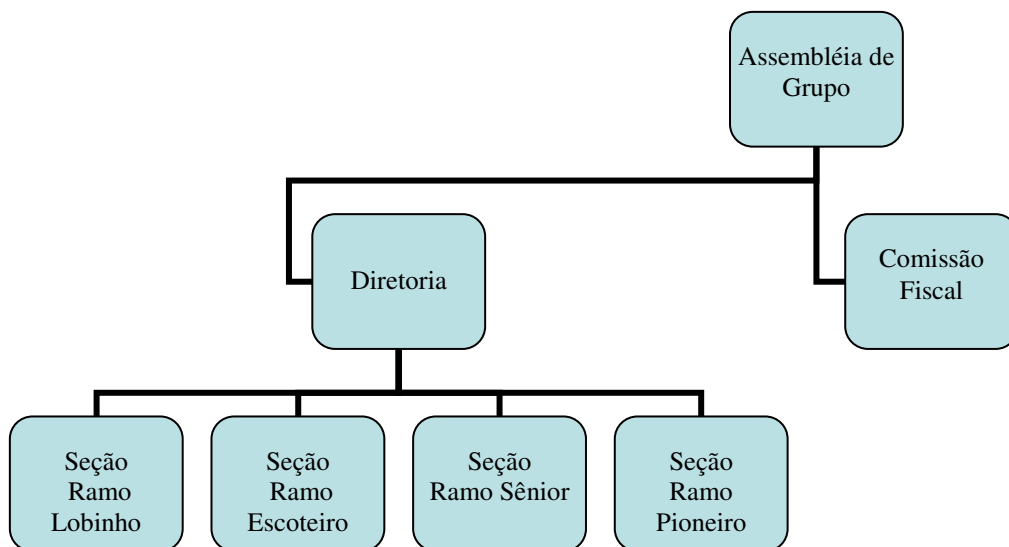 Assembléia de
Grupo
Diretoria
Comissão
Fiscal
Seção
Ramo
Lobinho
Seção
Ramo
Escoteiro
Seção
Ramo Sênior
Seção
Ramo
Pioneiro